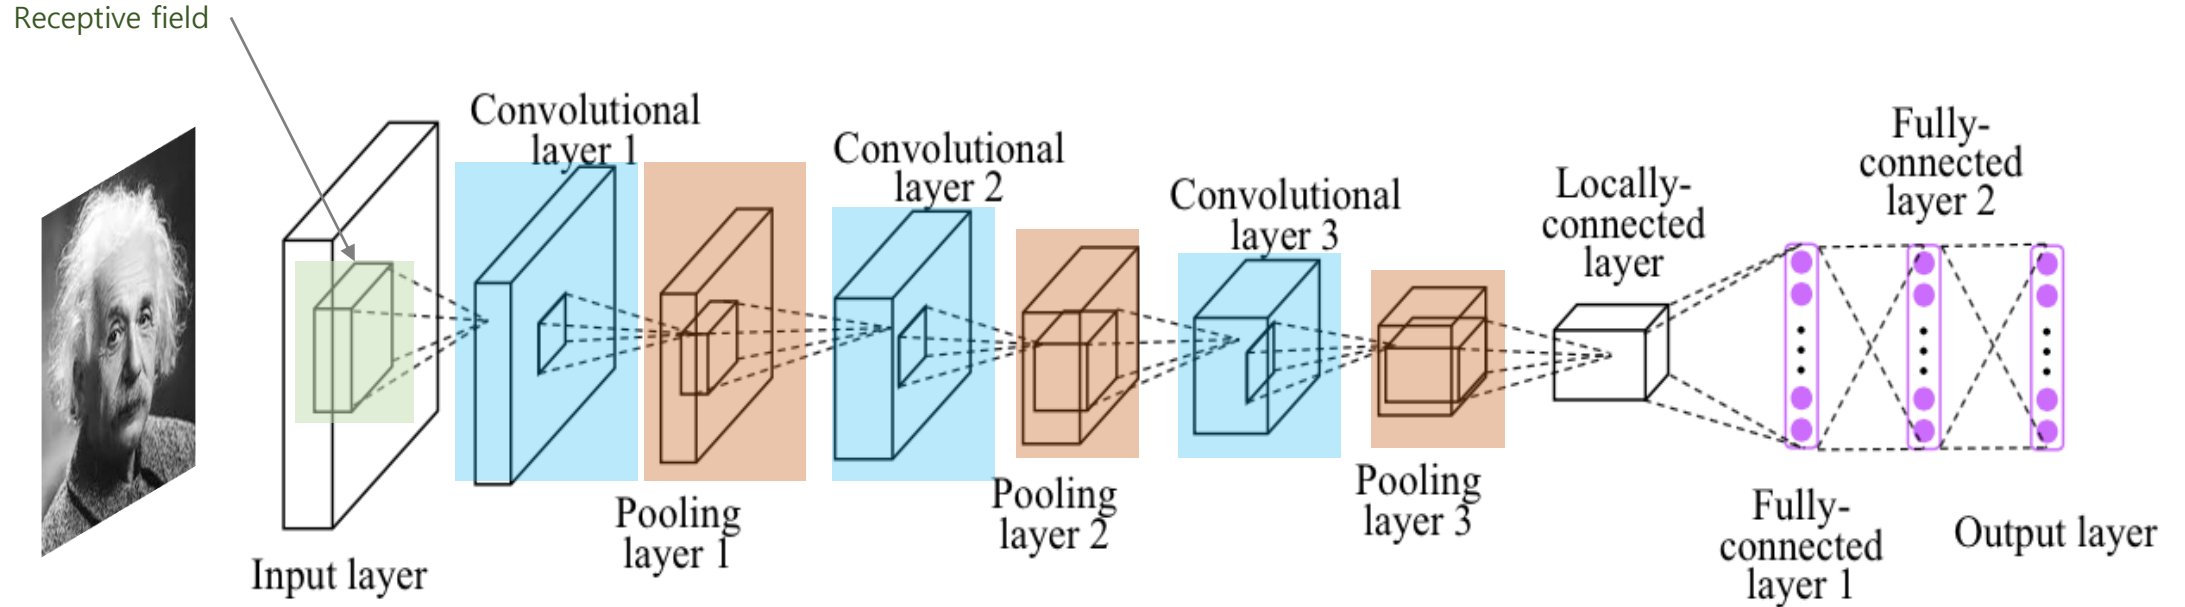 Receptive field
Convolutional
layer 1
Convolutional
layer 2
Convolutional
layer 3
Locally-
connected
layer
Fully-
connected
layer 2
Input layer
Pooling
layer 1
Pooling
layer 2
Pooling
layer 3
Fully-
connected
layer 1
Output layer